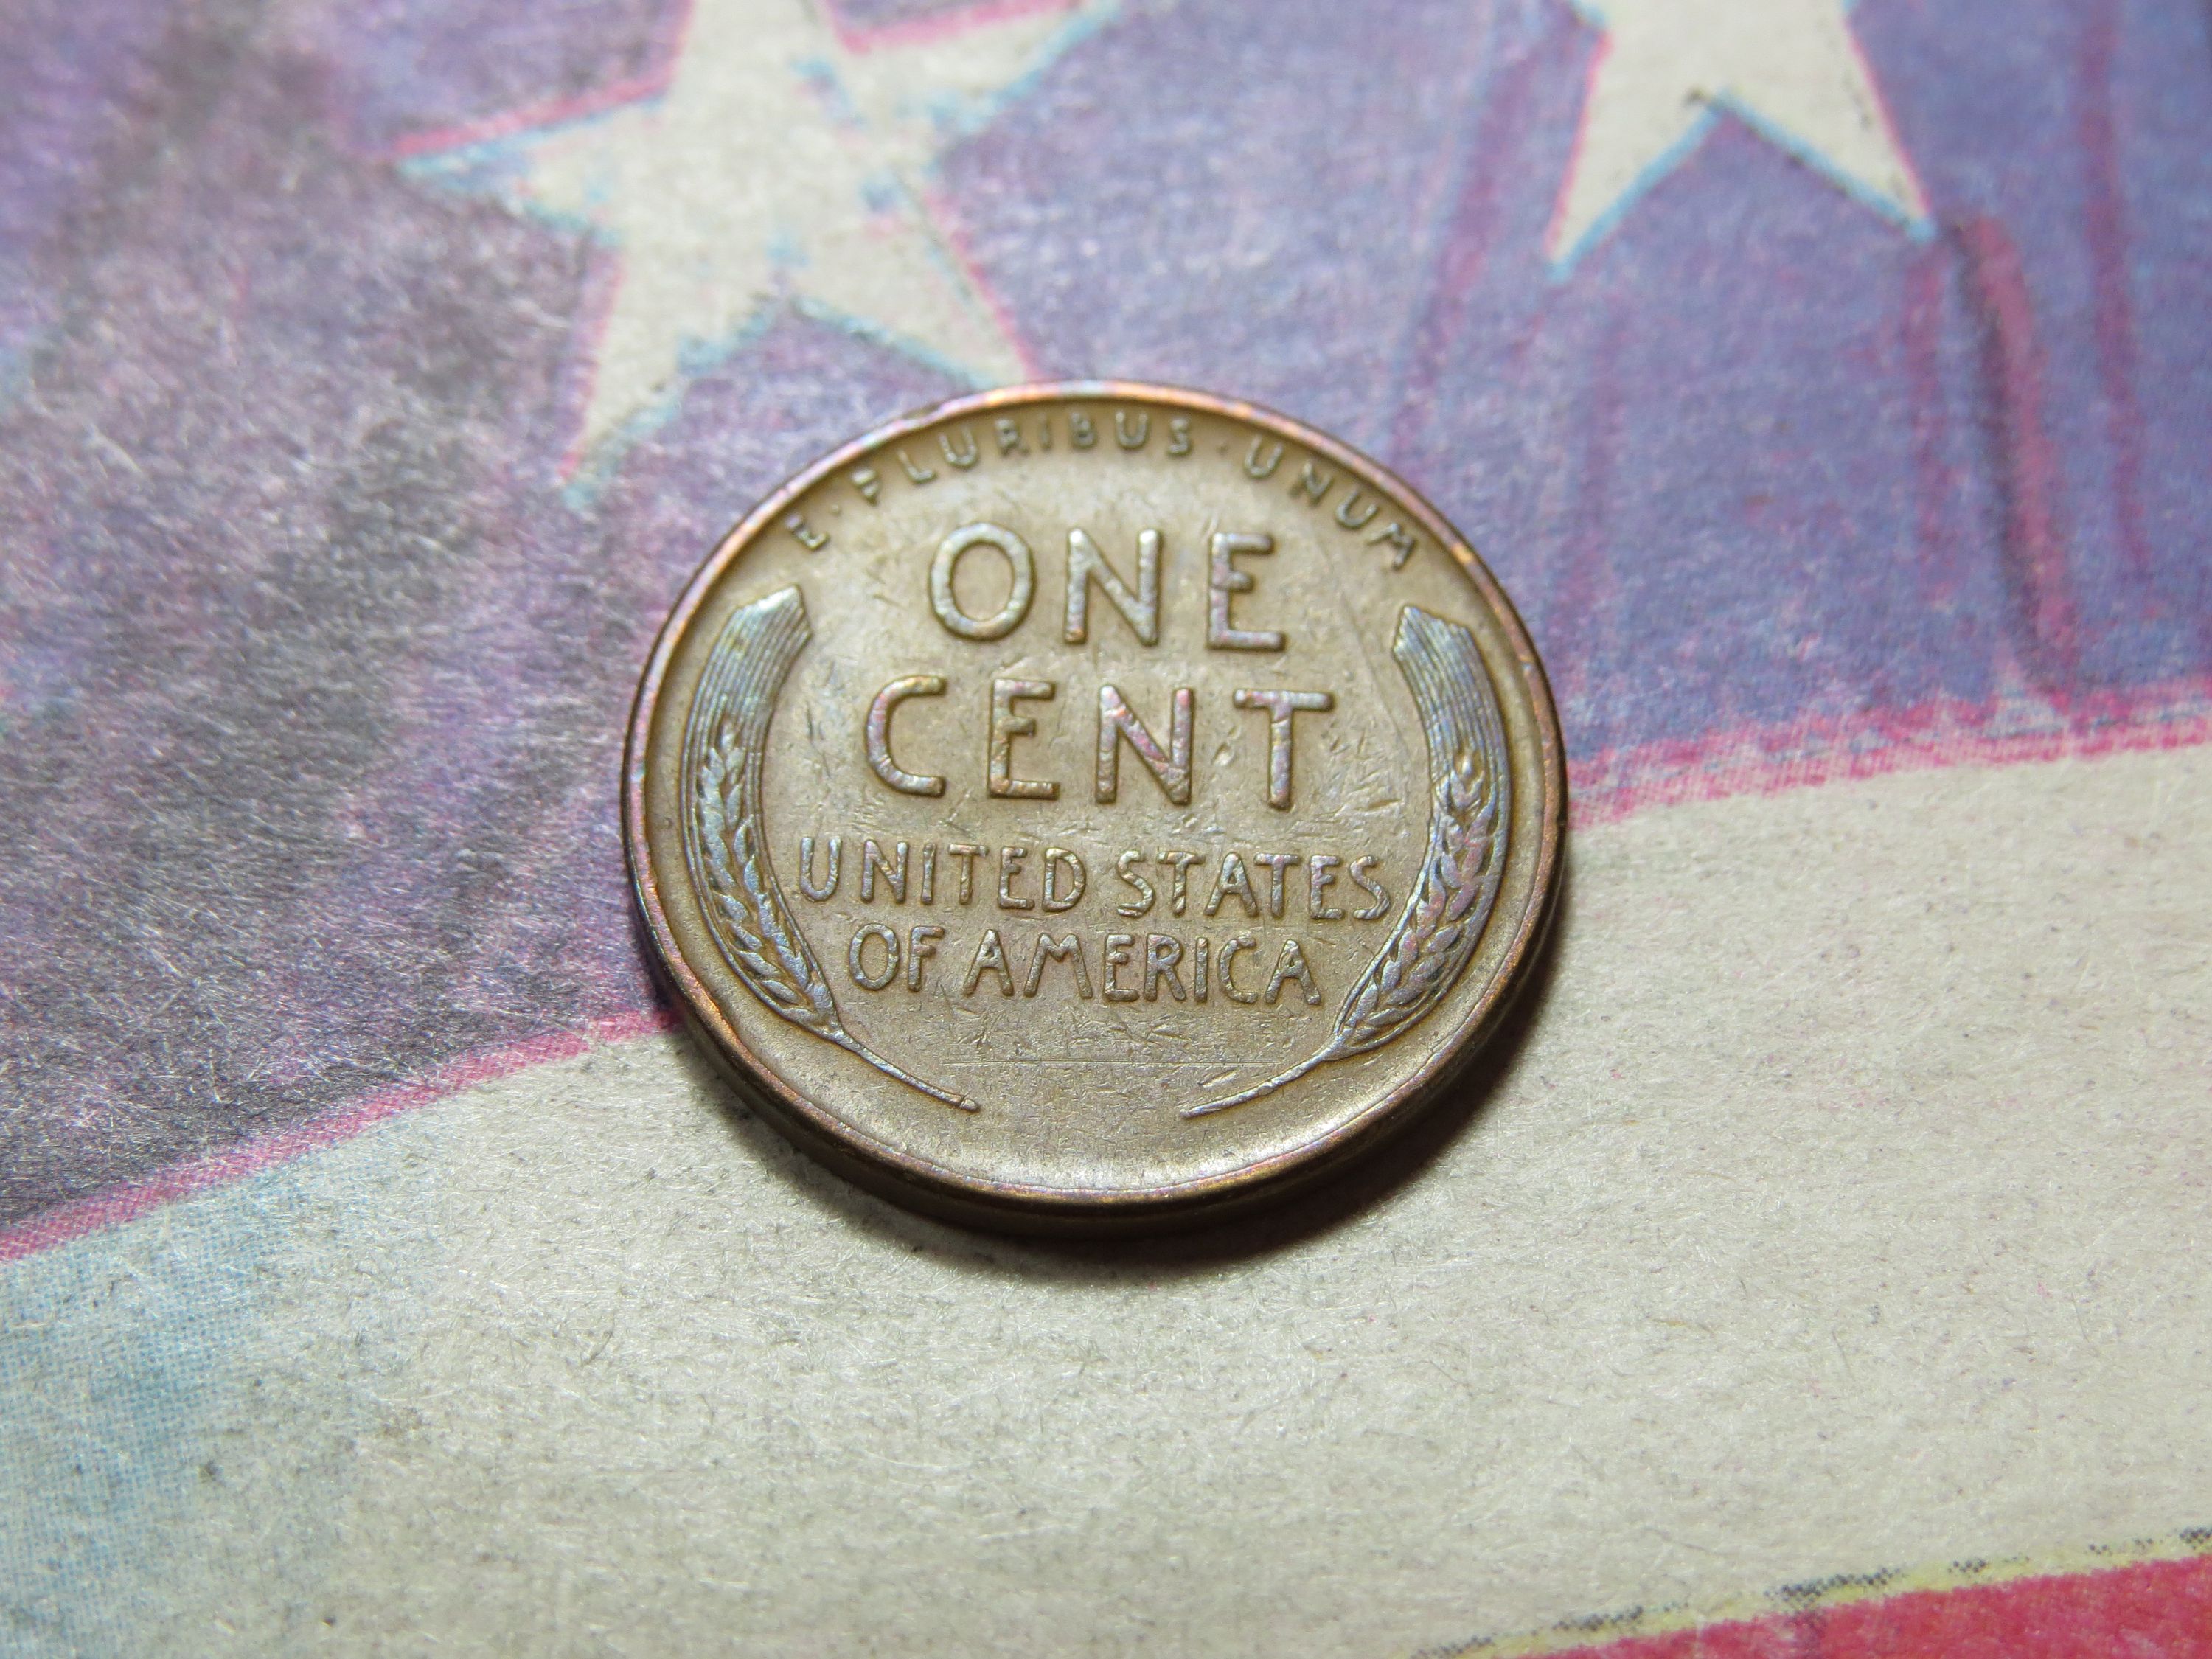 E · PLURIBUS · UNUM
ONE
CENT
UNITED STATES
OF AMERICA